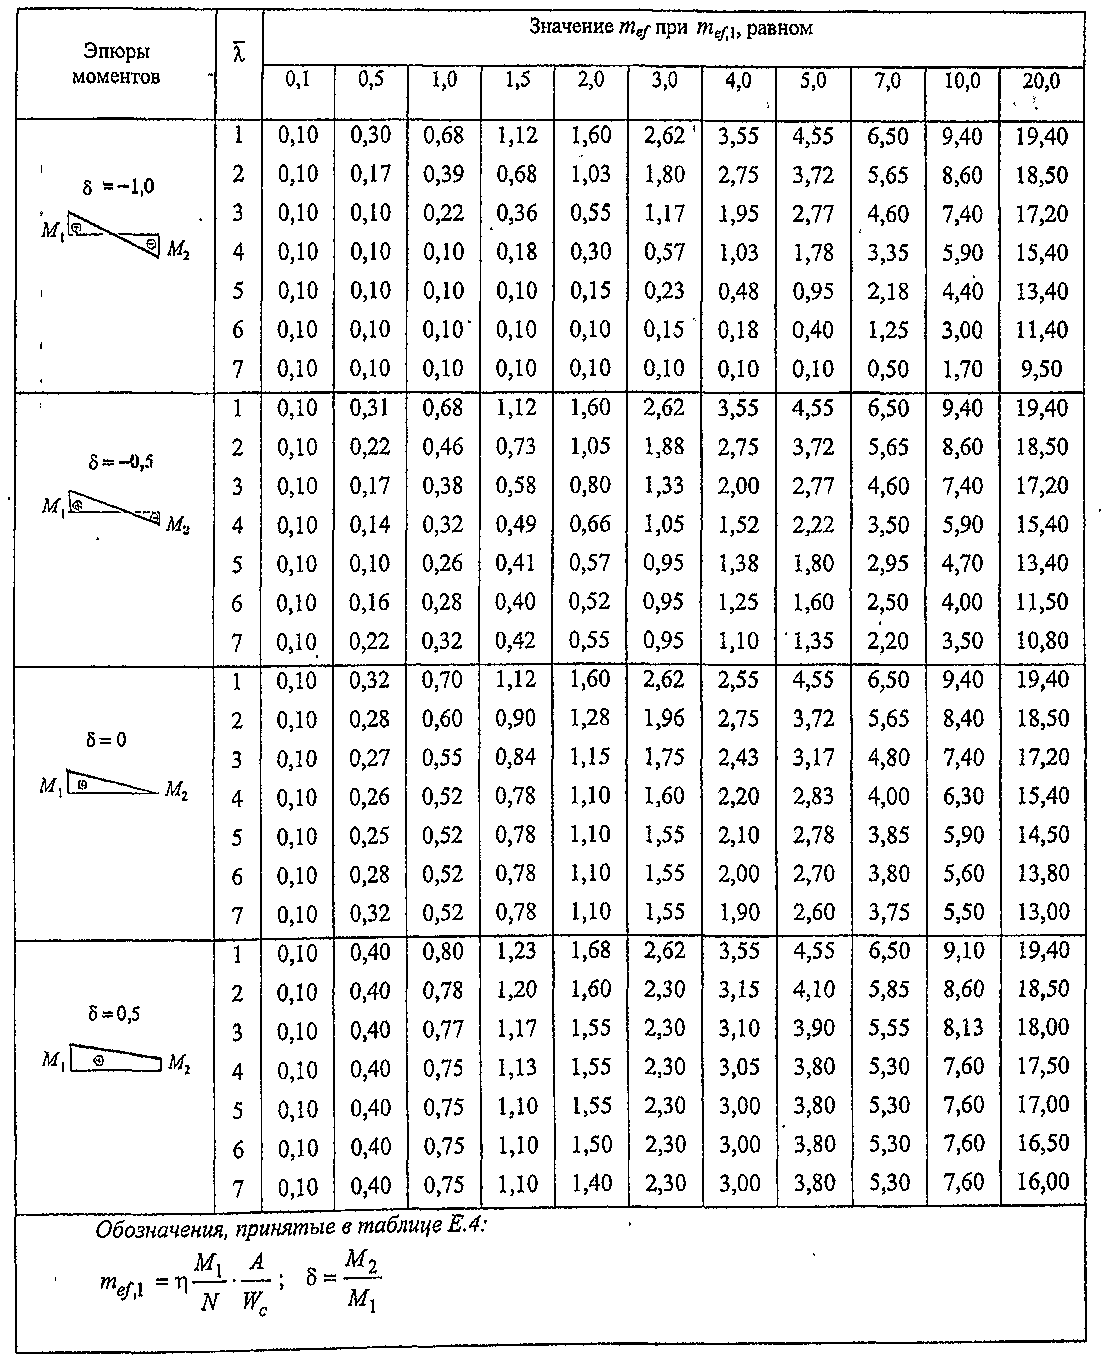 Эпюры моментов | λ̄ | Значение m_ef при m_ef,1, равном
0,1 | 0,5 | 1,0 | 1,5 | 2,0 | 3,0 | 4,0 | 5,0 | 7,0 | 10,0 | 20,0
δ = –1,0
M₁ ⊕ ⊖ M₂
1 | 0,10 | 0,30 | 0,68 | 1,12 | 1,60 | 2,62 | 3,55 | 4,55 | 6,50 | 9,40 | 19,40
2 | 0,10 | 0,17 | 0,39 | 0,68 | 1,03 | 1,80 | 2,75 | 3,72 | 5,65 | 8,60 | 18,50
3 | 0,10 | 0,10 | 0,22 | 0,36 | 0,55 | 1,17 | 1,95 | 2,77 | 4,60 | 7,40 | 17,20
4 | 0,10 | 0,10 | 0,10 | 0,18 | 0,30 | 0,57 | 1,03 | 1,78 | 3,35 | 5,90 | 15,40
5 | 0,10 | 0,10 | 0,10 | 0,10 | 0,15 | 0,23 | 0,48 | 0,95 | 2,18 | 4,40 | 13,40
6 | 0,10 | 0,10 | 0,10 | 0,10 | 0,10 | 0,15 | 0,18 | 0,40 | 1,25 | 3,00 | 11,40
7 | 0,10 | 0,10 | 0,10 | 0,10 | 0,10 | 0,10 | 0,10 | 0,10 | 0,50 | 1,70 | 9,50
δ = –0,5
M₁ ⊕ ⊖ M₂
1 | 0,10 | 0,31 | 0,68 | 1,12 | 1,60 | 2,62 | 3,55 | 4,55 | 6,50 | 9,40 | 19,40
2 | 0,10 | 0,22 | 0,46 | 0,73 | 1,05 | 1,88 | 2,75 | 3,72 | 5,65 | 8,60 | 18,50
3 | 0,10 | 0,17 | 0,38 | 0,58 | 0,80 | 1,33 | 2,00 | 2,77 | 4,60 | 7,40 | 17,20
4 | 0,10 | 0,14 | 0,32 | 0,49 | 0,66 | 1,05 | 1,52 | 2,22 | 3,50 | 5,90 | 15,40
5 | 0,10 | 0,10 | 0,26 | 0,41 | 0,57 | 0,95 | 1,38 | 1,80 | 2,95 | 4,70 | 13,40
6 | 0,10 | 0,16 | 0,28 | 0,40 | 0,52 | 0,95 | 1,25 | 1,60 | 2,50 | 4,00 | 11,50
7 | 0,10 | 0,22 | 0,32 | 0,42 | 0,55 | 0,95 | 1,10 | 1,35 | 2,20 | 3,50 | 10,80
δ = 0
M₁ ⊕ M₂
1 | 0,10 | 0,32 | 0,70 | 1,12 | 1,60 | 2,62 | 2,55 | 4,55 | 6,50 | 9,40 | 19,40
2 | 0,10 | 0,28 | 0,60 | 0,90 | 1,28 | 1,96 | 2,75 | 3,72 | 5,65 | 8,40 | 18,50
3 | 0,10 | 0,27 | 0,55 | 0,84 | 1,15 | 1,75 | 2,43 | 3,17 | 4,80 | 7,40 | 17,20
4 | 0,10 | 0,26 | 0,52 | 0,78 | 1,10 | 1,60 | 2,20 | 2,83 | 4,00 | 6,30 | 15,40
5 | 0,10 | 0,25 | 0,52 | 0,78 | 1,10 | 1,55 | 2,10 | 2,78 | 3,85 | 5,90 | 14,50
6 | 0,10 | 0,28 | 0,52 | 0,78 | 1,10 | 1,55 | 2,00 | 2,70 | 3,80 | 5,60 | 13,80
7 | 0,10 | 0,32 | 0,52 | 0,78 | 1,10 | 1,55 | 1,90 | 2,60 | 3,75 | 5,50 | 13,00
δ = 0,5
M₁ ⊕ M₂
1 | 0,10 | 0,40 | 0,80 | 1,23 | 1,68 | 2,62 | 3,55 | 4,55 | 6,50 | 9,10 | 19,40
2 | 0,10 | 0,40 | 0,78 | 1,20 | 1,60 | 2,30 | 3,15 | 4,10 | 5,85 | 8,60 | 18,50
3 | 0,10 | 0,40 | 0,77 | 1,17 | 1,55 | 2,30 | 3,10 | 3,90 | 5,55 | 8,13 | 18,00
4 | 0,10 | 0,40 | 0,75 | 1,13 | 1,55 | 2,30 | 3,05 | 3,80 | 5,30 | 7,60 | 17,50
5 | 0,10 | 0,40 | 0,75 | 1,10 | 1,55 | 2,30 | 3,00 | 3,80 | 5,30 | 7,60 | 17,00
6 | 0,10 | 0,40 | 0,75 | 1,10 | 1,50 | 2,30 | 3,00 | 3,80 | 5,30 | 7,60 | 16,50
7 | 0,10 | 0,40 | 0,75 | 1,10 | 1,40 | 2,30 | 3,00 | 3,80 | 5,30 | 7,60 | 16,00
Обозначения, принятые в таблице Е.4:
m_ef,1 = η M₁/N · A/W_c ; δ = M₂/M₁